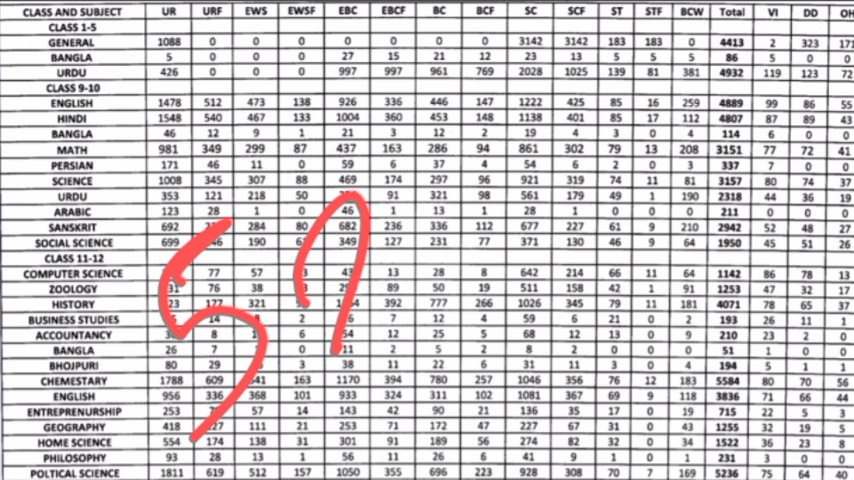 CLASS AND SUBJECT UR URF EWS EWSF EBC EBCF BC BCF SC SCF ST STF BCW Total VI DD OH
CLASS 1-5
GENERAL 1088 0 0 0 0 0 0 0 3142 3142 183 183 0 4413 2 323 171
BANGLA 5 0 0 0 27 15 21 12 23 13 5 5 5 86 5 0 0
URDU 426 0 0 0 997 997 961 769 2028 1025 139 81 381 4932 119 123 72
CLASS 9-10
ENGLISH 1478 512 473 138 926 336 446 147 1222 425 85 16 259 4889 99 86 55
HINDI 1548 540 467 133 1004 360 453 148 1138 401 85 17 112 4807 87 89 43
BANGLA 46 12 9 1 21 3 12 2 19 4 3 0 4 114 6 0 0
MATH 981 349 299 87 437 163 286 94 861 302 79 13 208 3151 77 72 41
PERSIAN 171 46 11 0 59 6 37 4 54 6 2 0 3 337 7 0 0
SCIENCE 1008 345 307 88 469 174 297 96 921 319 74 11 81 3157 80 74 37
URDU 353 121 218 50 91 321 98 561 179 49 1 190 2318 44 36 19
ARABIC 123 28 1 0 46 1 13 1 28 1 0 0 0 211 0 0 0
SANSKRIT 692 284 80 682 236 336 112 677 227 61 9 210 2942 52 48 27
SOCIAL SCIENCE 699 190 349 127 231 77 371 130 46 9 64 1950 45 51 26
CLASS 11-12
COMPUTER SCIENCE 77 57 13 28 8 642 214 66 11 64 1142 86 78 13
ZOOLOGY 76 38 89 50 19 511 158 42 1 91 1253 47 32 17
HISTORY 177 321 392 777 266 1026 345 79 11 181 4071 78 65 37
BUSINESS STUDIES 14 2 7 12 4 59 6 21 0 2 193 26 11 1
ACCOUNTANCY 8 6 12 25 5 68 12 13 0 9 210 23 2 0
BANGLA 26 7 0 11 2 5 2 8 2 0 0 0 51 1 0 0
BHOJPURI 80 29 3 38 11 22 6 31 11 3 0 4 194 5 1 1
CHEMESTARY 1788 609 163 1170 394 780 257 1046 356 76 12 183 5584 80 70 56
ENGLISH 956 336 368 101 933 324 311 102 1081 367 69 9 118 3836 71 66 44
ENTREPRENURSHIP 253 57 14 143 42 90 21 136 35 17 0 19 715 22 5 3
GEOGRAPHY 418 111 21 253 71 172 47 227 67 31 0 43 1255 32 19 5
HOME SCIENCE 554 174 138 31 301 91 189 56 274 82 32 0 34 1522 36 23 8
PHILOSOPHY 93 28 13 1 56 11 26 6 41 9 1 0 1 231 3 0 0
POLTICAL SCIENCE 1811 619 512 157 1050 355 696 223 928 308 70 7 169 5236 75 64 40